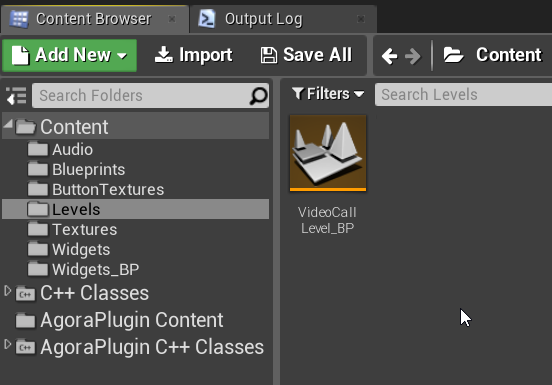 Content Browser
Output Log
Add New
Import
Save All
Content
Search Folders
Filters
Search Levels
Content
Audio
Blueprints
ButtonTextures
Levels
Textures
Widgets
Widgets_BP
C++ Classes
AgoraPlugin Content
AgoraPlugin C++ Classes
VideoCall
Level_BP